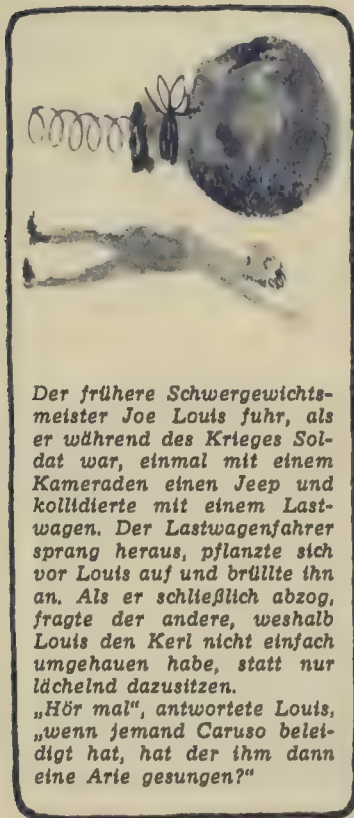 Der frühere Schwergewichts-
meister Joe Louis fuhr, als
er während des Krieges Sol-
dat war, einmal mit einem
Kameraden einen Jeep und
kollidierte mit einem Last-
wagen. Der Lastwagenfahrer
sprang heraus, pflanzte sich
vor Louis auf und brüllte ihn
an. Als er schließlich abzog,
fragte der andere, weshalb
Louis den Kerl nicht einfach
umgehauen habe, statt nur
lächelnd dazusitzen.
„Hör mal“, antwortete Louis,
„wenn jemand Caruso belei-
digt hat, hat der ihm dann
eine Arie gesungen?“